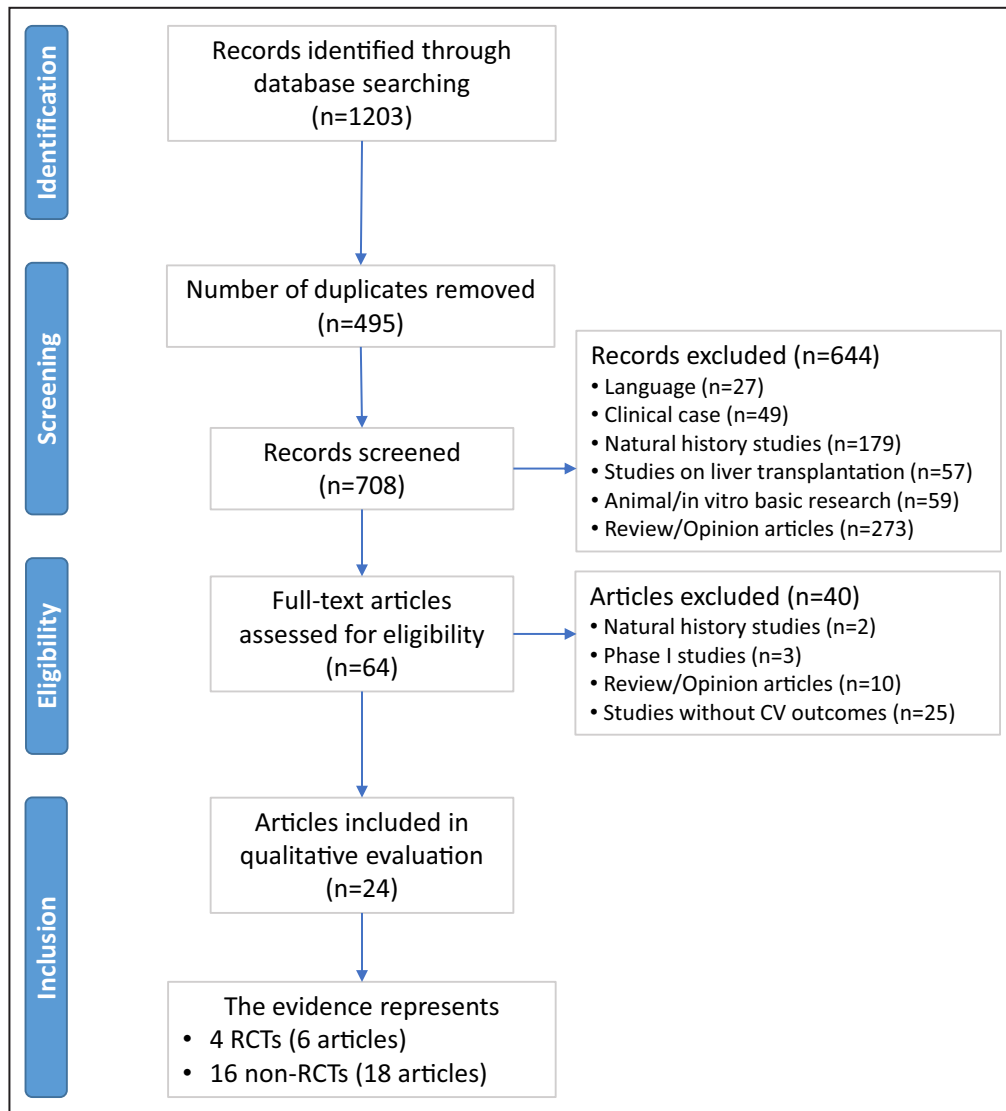 Identification
Records identified through
database searching
(n=1203)
Screening
Number of duplicates removed
(n=495)
Records screened
(n=708)
Records excluded (n=644)
• Language (n=27)
• Clinical case (n=49)
• Natural history studies (n=179)
• Studies on liver transplantation (n=57)
• Animal/in vitro basic research (n=59)
• Review/Opinion articles (n=273)
Eligibility
Full-text articles
assessed for eligibility
(n=64)
Articles excluded (n=40)
• Natural history studies (n=2)
• Phase I studies (n=3)
• Review/Opinion articles (n=10)
• Studies without CV outcomes (n=25)
Inclusion
Articles included in
qualitative evaluation
(n=24)
The evidence represents
• 4 RCTs (6 articles)
• 16 non-RCTs (18 articles)